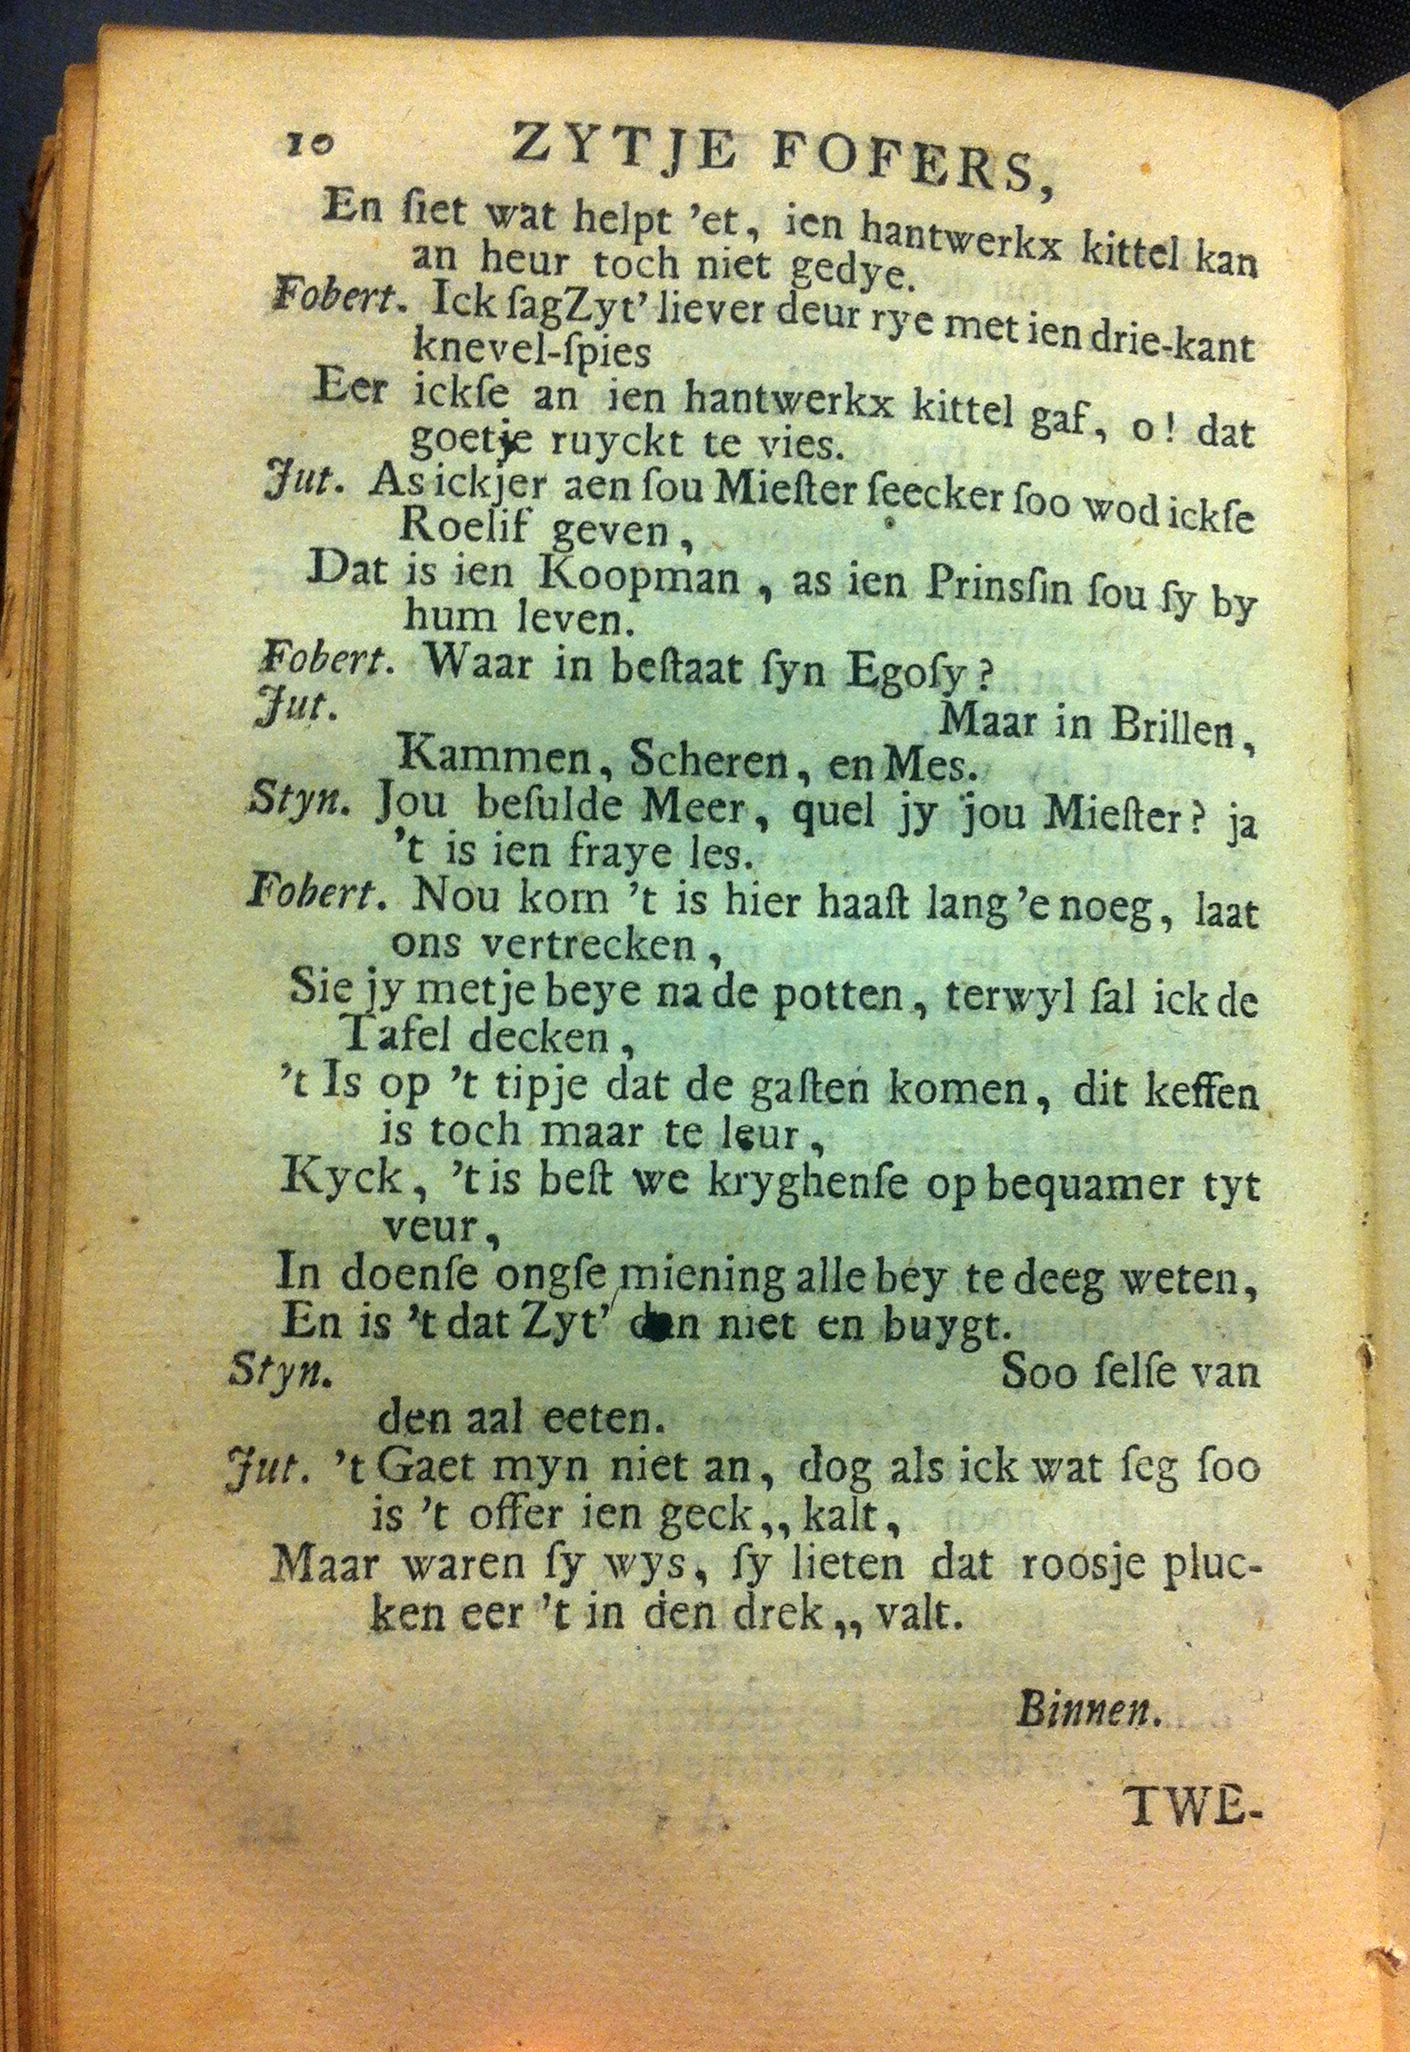 10 ZYTJE FOFERS,
En ſiet wat helpt 'et, ien hantwerkx kittel kan
an heur toch niet gedye.
Fobert. Ick ſagZyt' liever deur rye met ien drie-kant
knevel-ſpies
Eer ickſe an ien hantwerkx kittel gaf, o! dat
goetje ruyckt te vies.
Jut. As ickjer aen ſou Mieſter ſeecker ſoo wod ickſe
Roelif geven,
Dat is ien Koopman, as ien Prinsſin ſou ſy by
hum leven.
Fobert. Waar in beſtaat ſyn Egoſy?
Jut. Maar in Brillen,
Kammen, Scheren, en Mes.
Styn. Jou beſulde Meer, quel jy jou Mieſter? ja
't is ien fraye les.
Fobert. Nou kom 't is hier haaſt lang 'e noeg, laat
ons vertrecken,
Sie jy metje beye na de potten, terwyl ſal ick de
Tafel decken,
't Is op 't tipje dat de gaſten komen, dit keffen
is toch maar te leur,
Kyck, 't is beſt we kryghenſe op bequamer tyt
veur,
In doenſe ongſe miening alle bey te deeg weten,
En is 't dat Zyt' dan niet en buygt.
Styn. Soo ſelſe van
den aal eeten.
Jut. 't Gaet myn niet an, dog als ick wat ſeg ſoo
is 't offer ien geck,, kalt,
Maar waren ſy wys, ſy lieten dat roosje pluc-
ken eer 't in den drek,, valt.
Binnen.
TWE-